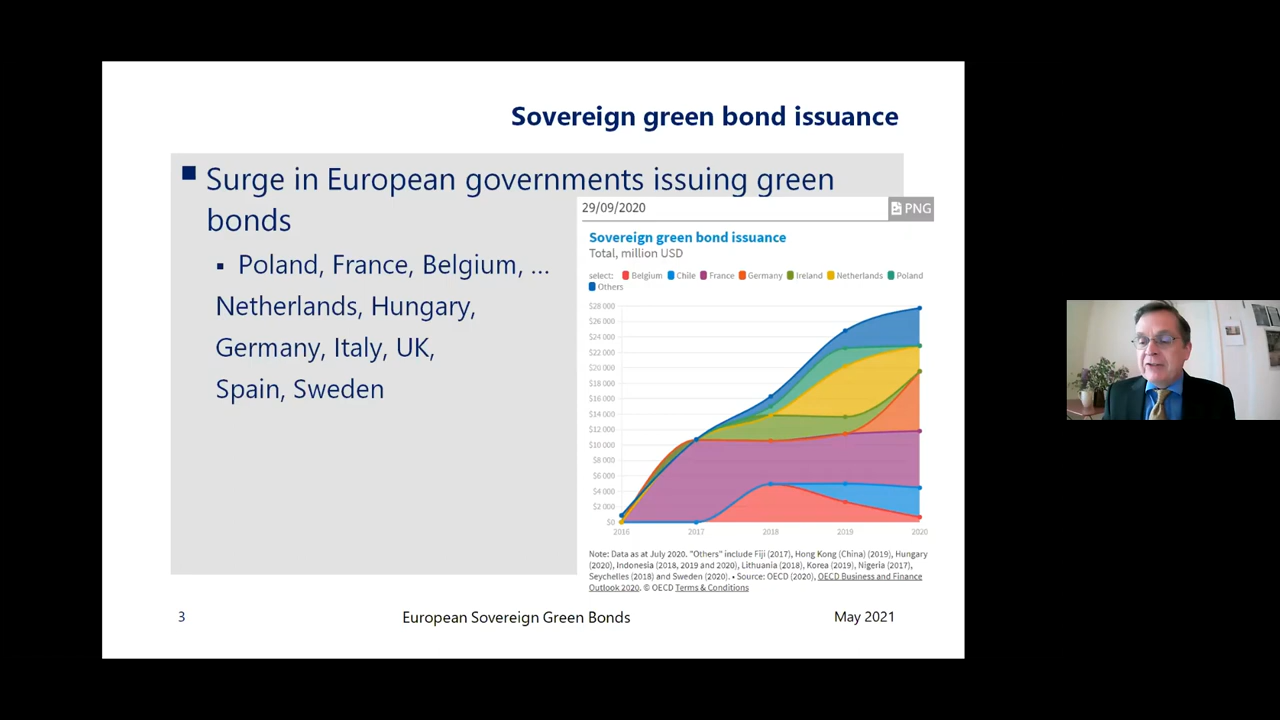 Sovereign green bond issuance
Surge in European governments issuing green
bonds
Poland, France, Belgium, ...
Netherlands, Hungary,
Germany, Italy, UK,
Spain, Sweden
29/09/2020
PNG
Sovereign green bond issuance
Total, million USD
select: Belgium Chile France Germany Ireland Netherlands Poland
Others
$28 000
$26 000
$24 000
$22 000
$20 000
$18 000
$16 000
$14 000
$12 000
$10 000
$8 000
$6 000
$4 000
$2 000
$0
2016 2017 2018 2019 2020
Note: Data as at July 2020. "Others" include Fiji (2017), Hong Kong (China) (2019), Hungary
(2020), Indonesia (2018, 2019 and 2020), Lithuania (2018), Korea (2019), Nigeria (2017),
Seychelles (2018) and Sweden (2020). • Source: OECD (2020), OECD Business and Finance
Outlook 2020. © OECD Terms & Conditions
3
European Sovereign Green Bonds
May 2021